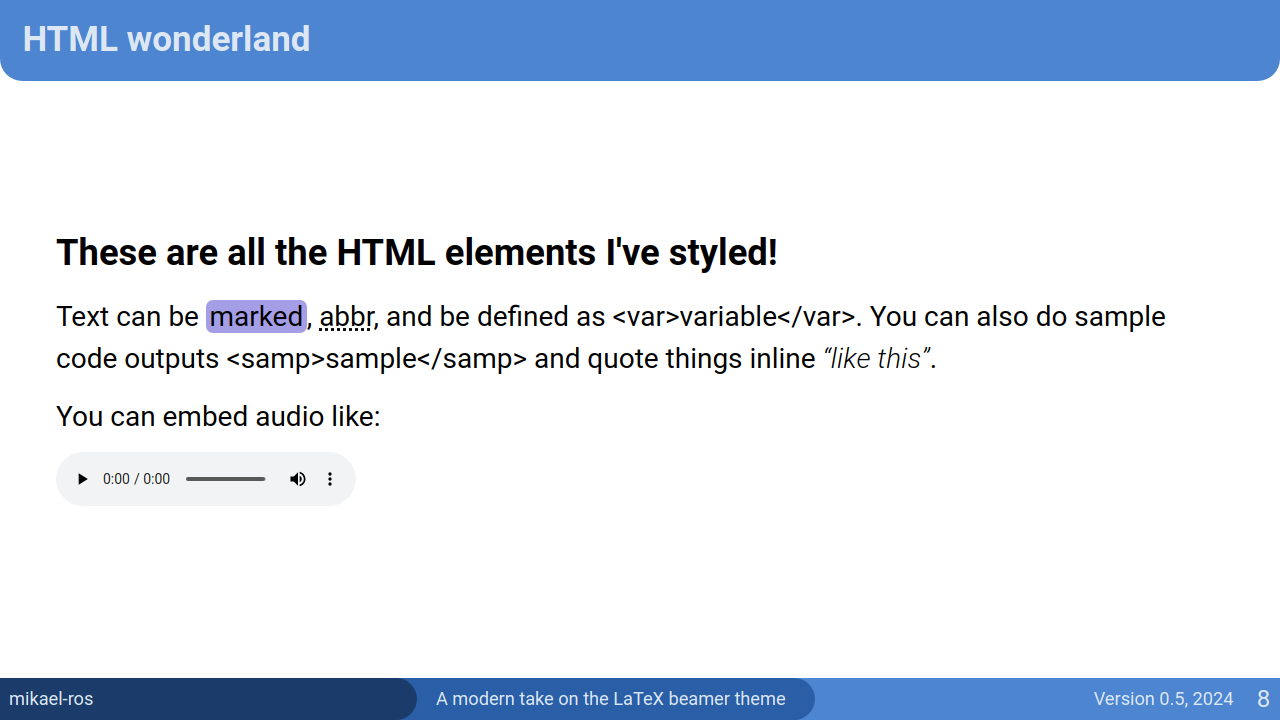 HTML wonderland
These are all the HTML elements I've styled!
Text can be marked, abbr, and be defined as <var>variable</var>. You can also do sample
code outputs <samp>sample</samp> and quote things inline “like this”.
You can embed audio like:
0:00 / 0:00
mikael-ros
A modern take on the LaTeX beamer theme
Version 0.5, 2024
8